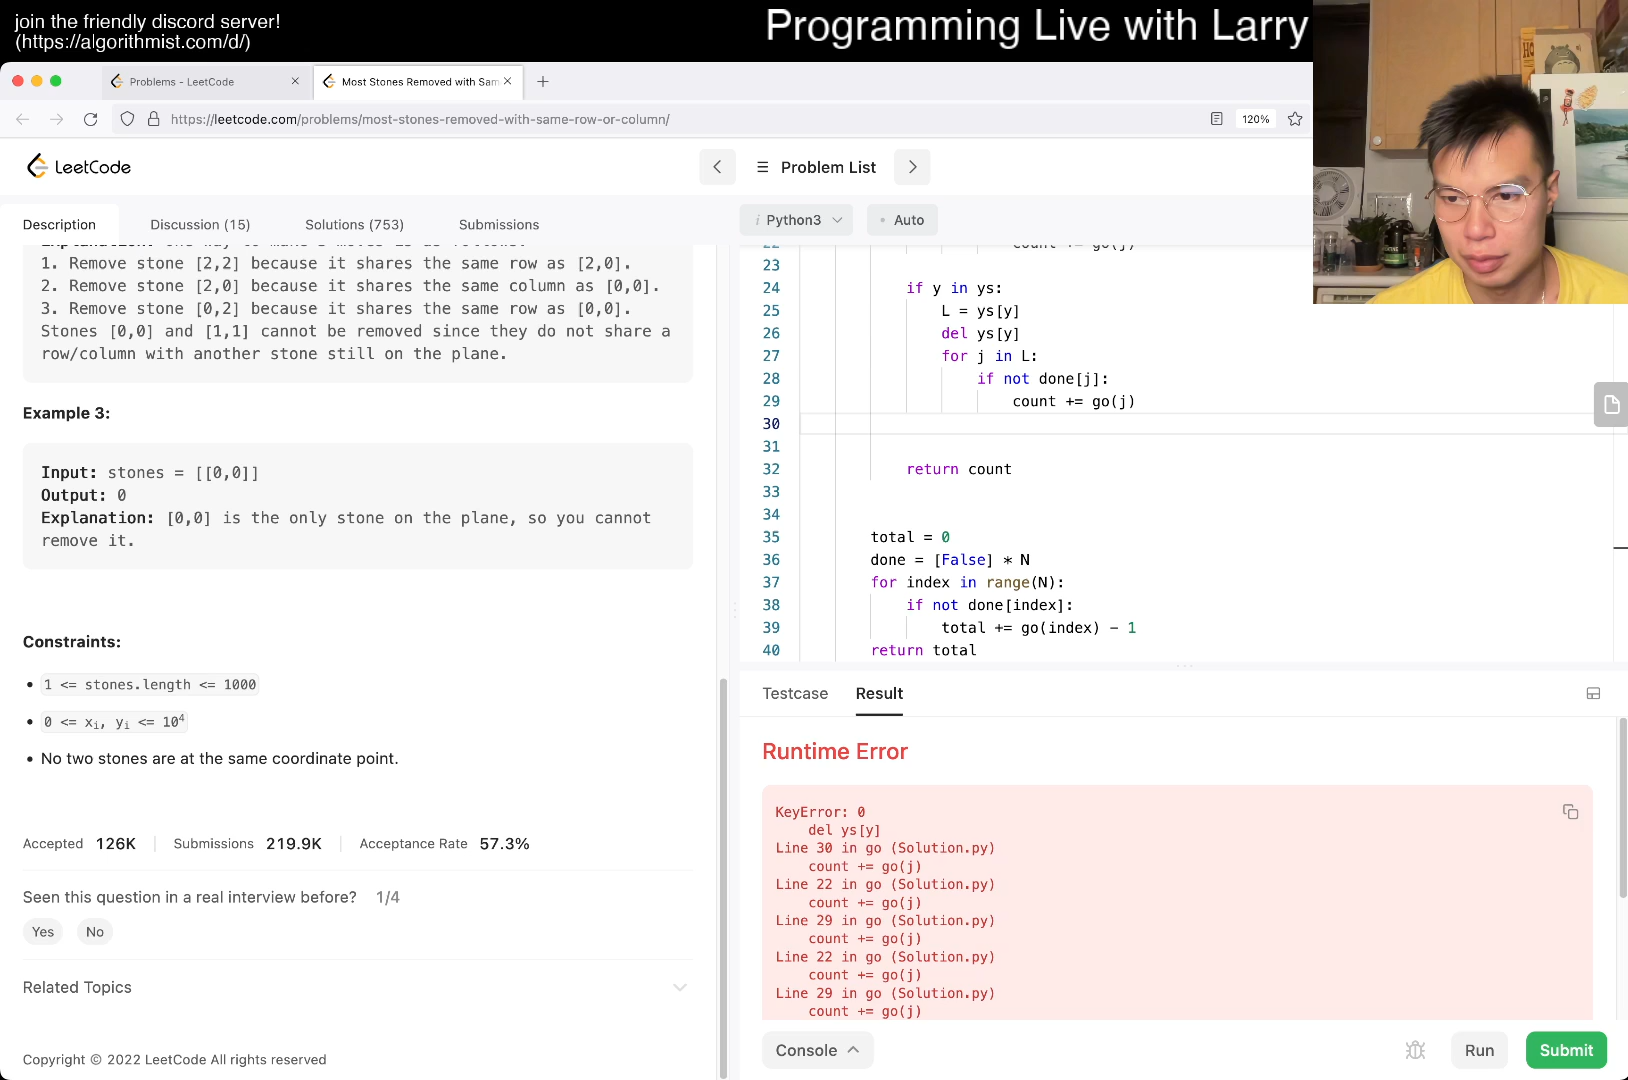 join the friendly discord server!
(https://algorithmist.com/d/)
Programming Live with Larry
Problems - LeetCode
Most Stones Removed with Sam
https://leetcode.com/problems/most-stones-removed-with-same-row-or-column/
120%
LeetCode
Problem List
Description
Discussion (15)
Solutions (753)
Submissions
i Python3
Auto
1. Remove stone [2,2] because it shares the same row as [2,0].
2. Remove stone [2,0] because it shares the same column as [0,0].
3. Remove stone [0,2] because it shares the same row as [0,0].
Stones [0,0] and [1,1] cannot be removed since they do not share a
row/column with another stone still on the plane.
Example 3:
Input: stones = [[0,0]]
Output: 0
Explanation: [0,0] is the only stone on the plane, so you cannot
remove it.
Constraints:
• 1 <= stones.length <= 1000
• 0 <= xi, yi <= 10⁴
• No two stones are at the same coordinate point.
Accepted 126K
Submissions 219.9K
Acceptance Rate 57.3%
Seen this question in a real interview before? 1/4
Yes
No
Related Topics
Copyright © 2022 LeetCode All rights reserved
22 count += go(j)
23
24 if y in ys:
25 L = ys[y]
26 del ys[y]
27 for j in L:
28 if not done[j]:
29 count += go(j)
30
31
32 return count
33
34
35 total = 0
36 done = [False] * N
37 for index in range(N):
38 if not done[index]:
39 total += go(index) - 1
40 return total
Testcase
Result
Runtime Error
KeyError: 0
del ys[y]
Line 30 in go (Solution.py)
count += go(j)
Line 22 in go (Solution.py)
count += go(j)
Line 29 in go (Solution.py)
count += go(j)
Line 22 in go (Solution.py)
count += go(j)
Line 29 in go (Solution.py)
count += go(j)
Console
Run
Submit